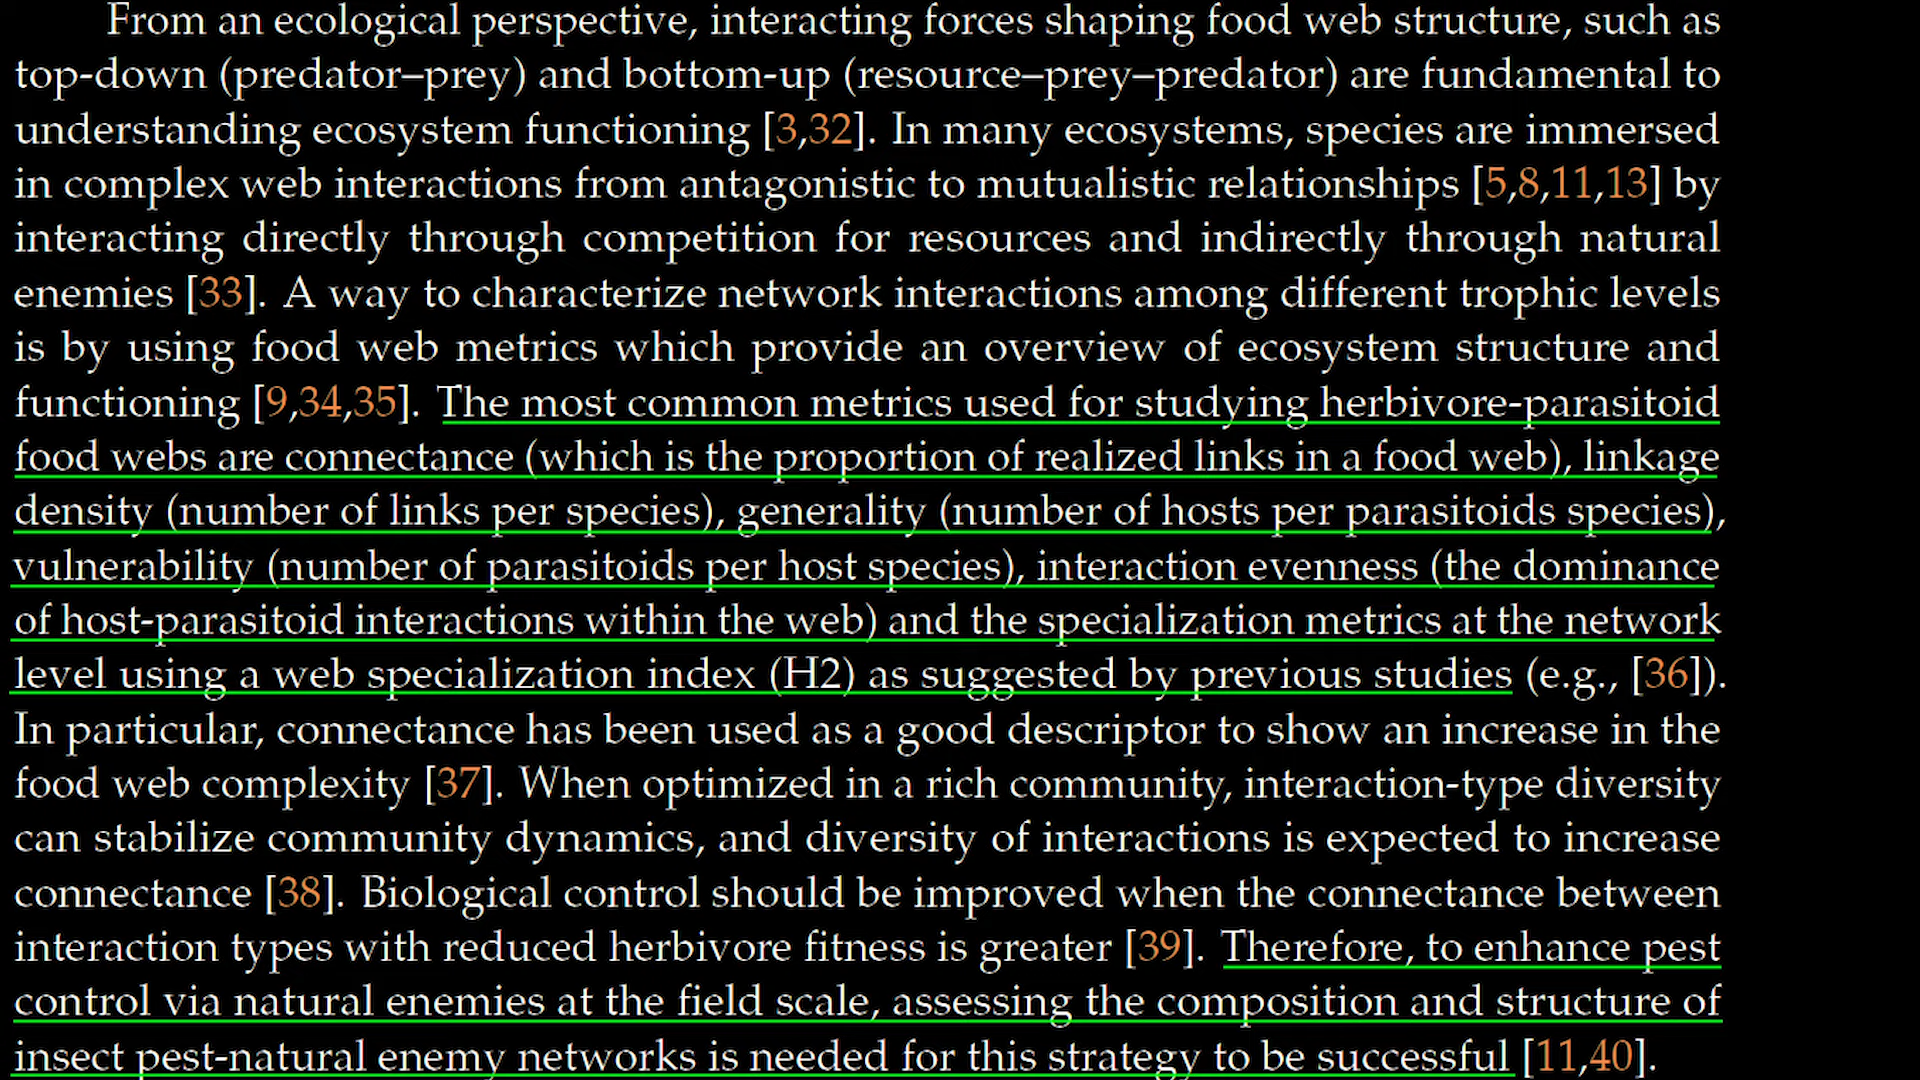 From an ecological perspective, interacting forces shaping food web structure, such as
top-down (predator–prey) and bottom-up (resource–prey–predator) are fundamental to
understanding ecosystem functioning [3,32]. In many ecosystems, species are immersed
in complex web interactions from antagonistic to mutualistic relationships [5,8,11,13] by
interacting directly through competition for resources and indirectly through natural
enemies [33]. A way to characterize network interactions among different trophic levels
is by using food web metrics which provide an overview of ecosystem structure and
functioning [9,34,35]. The most common metrics used for studying herbivore-parasitoid
food webs are connectance (which is the proportion of realized links in a food web), linkage
density (number of links per species), generality (number of hosts per parasitoids species),
vulnerability (number of parasitoids per host species), interaction evenness (the dominance
of host-parasitoid interactions within the web) and the specialization metrics at the network
level using a web specialization index (H2) as suggested by previous studies (e.g., [36]).
In particular, connectance has been used as a good descriptor to show an increase in the
food web complexity [37]. When optimized in a rich community, interaction-type diversity
can stabilize community dynamics, and diversity of interactions is expected to increase
connectance [38]. Biological control should be improved when the connectance between
interaction types with reduced herbivore fitness is greater [39]. Therefore, to enhance pest
control via natural enemies at the field scale, assessing the composition and structure of
insect pest-natural enemy networks is needed for this strategy to be successful [11,40].